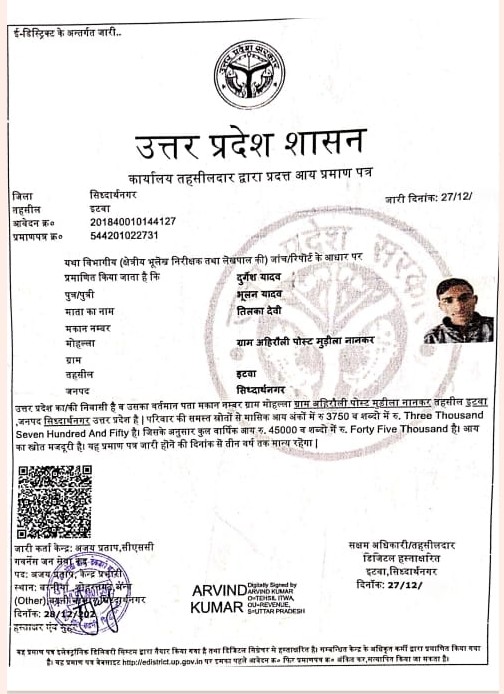 ई-डिस्ट्रिक्ट के अन्तर्गत जारी..
उत्तर प्रदेश शासन
कार्यालय तहसीलदार द्वारा प्रदत्त आय प्रमाण पत्र
जिला सिध्दार्थनगर
तहसील इटवा
जारी दिनांक: 27/12/
आवेदन क्र० 201840010144127
प्रमाणपत्र क्र० 544201022731
यथा विभागीय (क्षेत्रीय भूलेख निरीक्षक तथा लेखपाल की) जांच/रिपोर्ट के आधार पर
प्रमाणित किया जाता है कि दुर्गेश यादव
पुत्र/पुत्री भूलन यादव
माता का नाम तिलका देवी
मकान नम्बर
मोहल्ला ग्राम अहिरौली पोस्ट मुडीला नानकर
ग्राम
तहसील इटवा
जनपद सिध्दार्थनगर
उत्तर प्रदेश का/की निवासी है व उसका वर्तमान पता मकान नम्बर ग्राम मोहल्ला ग्राम अहिरौली पोस्ट मुडीला नानकर तहसील इटवा
,जनपद सिध्दार्थनगर उत्तर प्रदेश है | परिवार की समस्त स्रोतों से मासिक आय अंकों में रु 3750 व शब्दो में रु. Three Thousand
Seven Hundred And Fifty है| जिसके अनुसार कुल वार्षिक आय रु. 45000 व शब्दों में रु. Forty Five Thousand है। आय
का स्रोत मजदूरी है। यह प्रमाण पत्र जारी होने की दिनांक से तीन वर्ष तक मान्य रहेगा |
जारी कर्ता केन्द्र: अजय प्रताप,सीएससी
गवर्नेंस जन सेवा केंद्र
पद: अजय प्रताप, केन्द्र प्रभारी
स्थान:
(Other)
दिनांक: 28/12/202
हस्ताक्षर एंव मुहर
ARVIND
KUMAR
Digitally Signed by
ARVIND KUMAR
O=TEHSIL ITWA,
OU=REVENUE,
S=UTTAR PRADESH
सक्षम अधिकारी/तहसीलदार
डिजिटल हस्ताक्षरित
इटवा,सिध्दार्थनगर
दिनांक: 27/12/
यह प्रमाण पत्र इलेक्ट्रोनिक डिलिवरी सिस्टम द्वारा तैयार किया गया है तथा डिजिटल सिग्नेचर से हस्ताक्षरित है। सम्बन्धित केन्द्र के अधिकृत कर्मी द्वारा प्रमाणित किया गया
है। यह प्रमाण पत्र वेबसाइट http://edistrict.up.gov.in पर इसका पहले आवेदन क्र० फिर प्रमाणपत्र क्र० अंकित कर,सत्यापित किया जा सकता है।